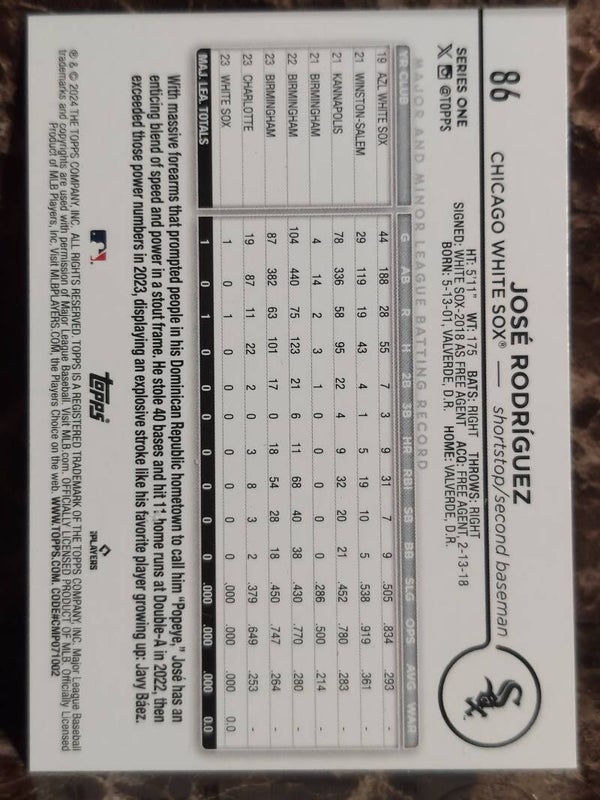 86
JOSÉ RODRÍGUEZ
CHICAGO WHITE SOX® — shortstop/second baseman
SERIES ONE
@TOPPS
HT: 5'11" WT: 175 BATS: RIGHT THROWS: RIGHT
SIGNED: WHITE SOX-2018 AS FREE AGENT ACQ: FREE AGENT, 2-13-18
BORN: 5-13-01, VALVERDE, D.R. HOME: VALVERDE, D.R.
Sox
MAJOR AND MINOR LEAGUE BATTING RECORD
YR CLUB G AB R H 2B 3B HR RBI SB BB SLG OPS AVG WAR
19 AZL WHITE SOX 44 188 28 55 7 3 9 31 7 9 .505 .834 .293 -
21 WINSTON-SALEM 29 119 19 43 4 1 5 19 10 5 .538 .919 .361 -
21 KANNAPOLIS 78 336 58 95 22 4 9 32 20 21 .452 .780 .283 -
21 BIRMINGHAM 4 14 2 3 1 0 0 0 0 0 .286 .500 .214 -
22 BIRMINGHAM 104 440 75 123 21 6 11 68 40 38 .430 .770 .280 -
23 BIRMINGHAM 87 382 63 101 17 0 18 54 28 18 .450 .747 .264 -
23 CHARLOTTE 19 87 11 22 2 0 3 8 3 2 .379 .649 .253 -
23 WHITE SOX 1 0 1 0 0 0 0 0 0 0 .000 .000 .000 0.0
MAJ. LEA. TOTALS 1 0 1 0 0 0 0 0 0 0 .000 .000 .000 0.0
With massive forearms that prompted people in his Dominican Republic hometown to call him "Popeye," José has an
enticing blend of speed and power in a stout frame. He stole 40 bases and hit 11 home runs at Double-A in 2022, then
exceeded those power numbers in 2023, displaying an explosive stroke like his favorite player growing up: Javy Báez.
topps
PLAYERS
® & © 2024 THE TOPPS COMPANY, INC. ALL RIGHTS RESERVED. TOPPS IS A REGISTERED TRADEMARK OF THE TOPPS COMPANY, INC. Major League Baseball
trademarks and copyrights are used with permission of Major League Baseball. Visit MLB.com. OFFICIALLY LICENSED PRODUCT OF MLB. Officially Licensed
Product of MLB Players, Inc. Visit MLBPLAYERS.COM, the Players Choice on the web. WWW.TOPPS.COM. CODE#CMP071002